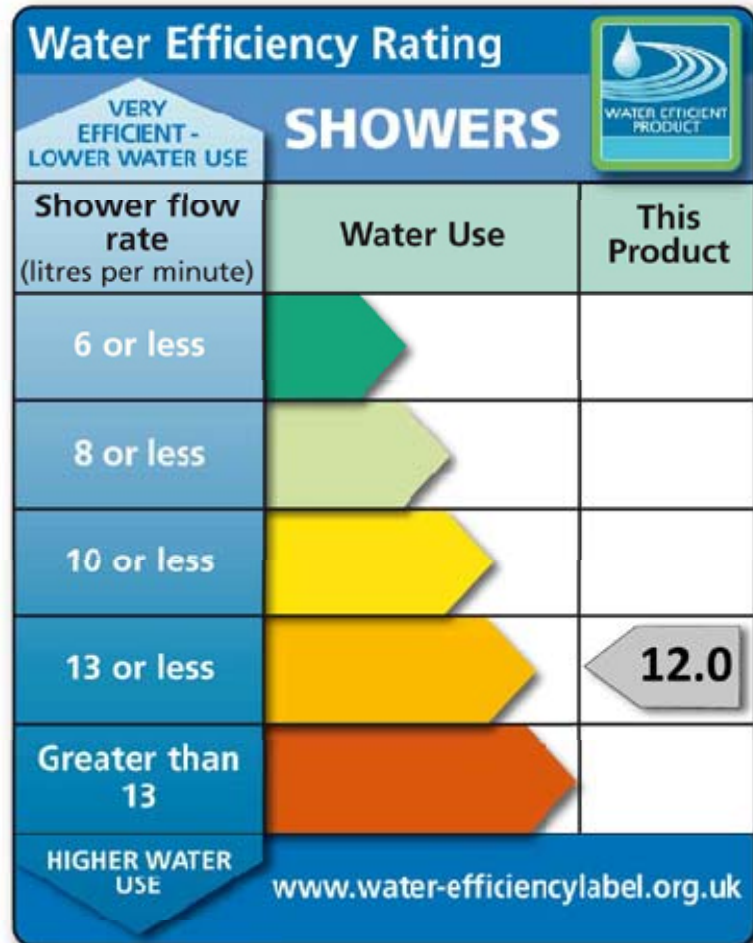 Water Efficiency Rating
VERY
EFFICIENT -
LOWER WATER USE
SHOWERS
WATER EFFICIENT
PRODUCT
Shower flow
rate
(litres per minute)
Water Use
This
Product
6 or less
8 or less
10 or less
13 or less
12.0
Greater than
13
HIGHER WATER
USE
www.water-efficiencylabel.org.uk